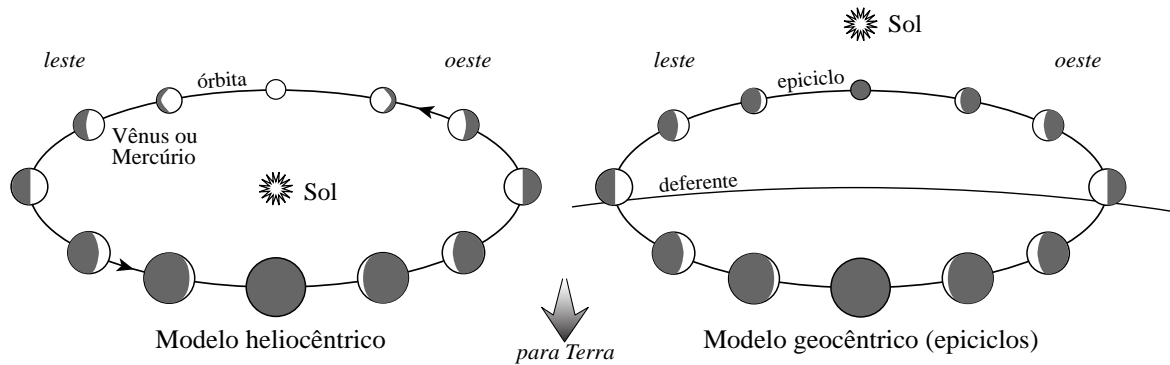 leste
órbita
oeste
Vênus ou
Mercúrio
Sol
Modelo heliocêntrico
para Terra
Sol
leste
epiciclo
oeste
deferente
Modelo geocêntrico (epiciclos)